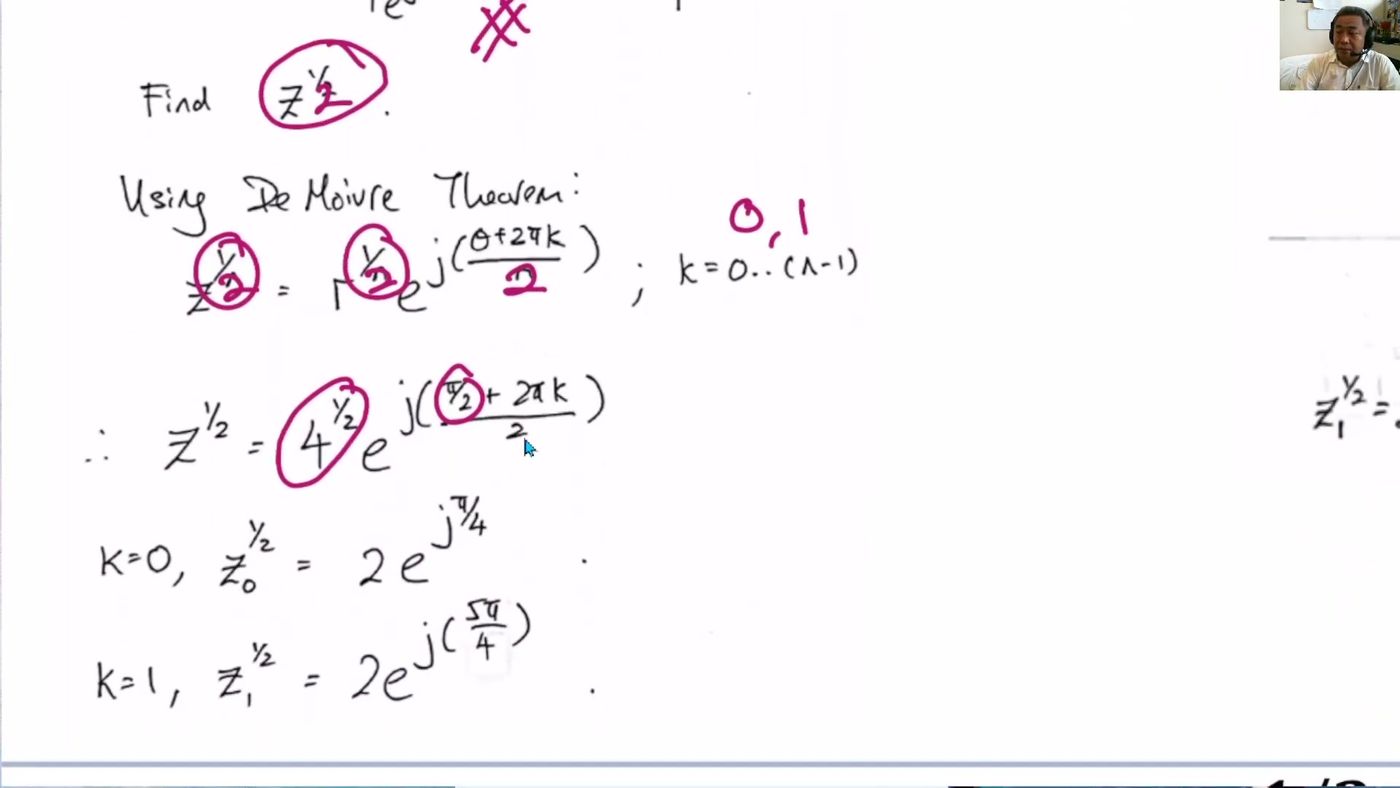 Find z^1/2 .
Using De Moivre Theorem:
0, 1
z^1/2 = r^1/2 e^j((θ+2πk)/2) ; k=0..(n-1)
∴ z^1/2 = 4^1/2 e^j((π/2 + 2πk)/2)
z₁^1/2 =
k=0, z₀^1/2 = 2e^jπ/4 .
k=1, z₁^1/2 = 2e^j(5π/4) .